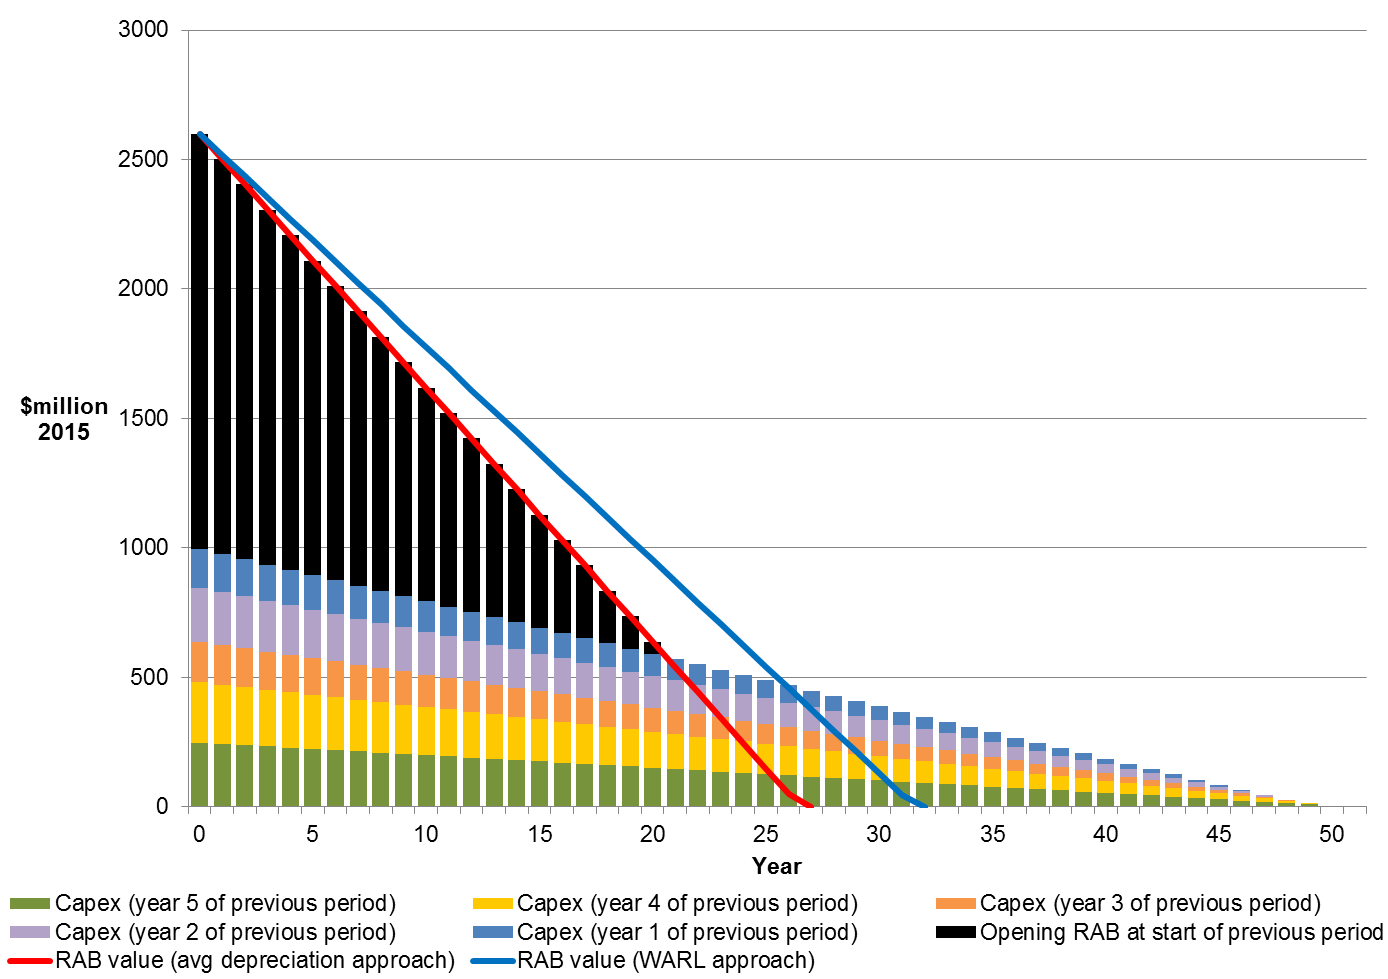 3000
2500
2000
$million
2015
1500
1000
500
0
0 5 10 15 20 25 30 35 40 45 50
Year
Capex (year 5 of previous period) Capex (year 4 of previous period) Capex (year 3 of previous period)
Capex (year 2 of previous period) Capex (year 1 of previous period) Opening RAB at start of previous period
RAB value (avg depreciation approach) RAB value (WARL approach)